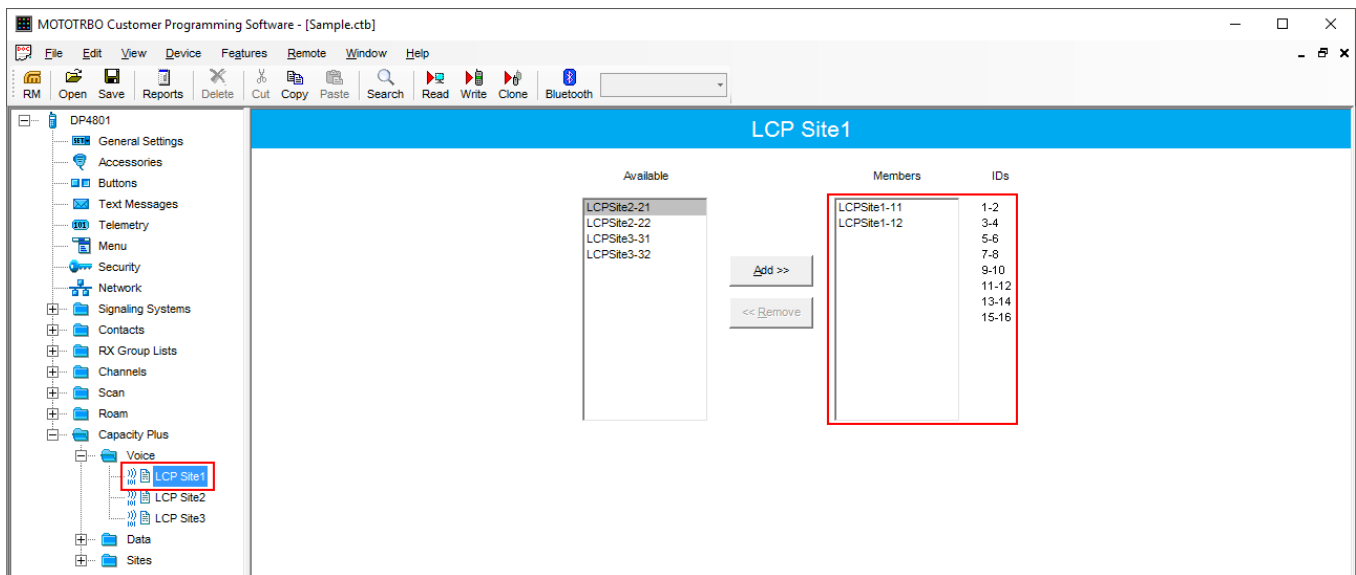 MOTOTRBO Customer Programming Software - [Sample.ctb]
File Edit View Device Features Remote Window Help
RM Open Save Reports Delete Cut Copy Paste Search Read Write Clone Bluetooth
DP4801
General Settings
Accessories
Buttons
Text Messages
Telemetry
Menu
Security
Network
Signaling Systems
Contacts
RX Group Lists
Channels
Scan
Roam
Capacity Plus
Voice
LCP Site1
LCP Site2
LCP Site3
Data
Sites
LCP Site1
Available Members IDs
LCPSite2-21
LCPSite2-22
LCPSite3-31
LCPSite3-32
Add >>
<< Remove
LCPSite1-11
LCPSite1-12
1-2
3-4
5-6
7-8
9-10
11-12
13-14
15-16